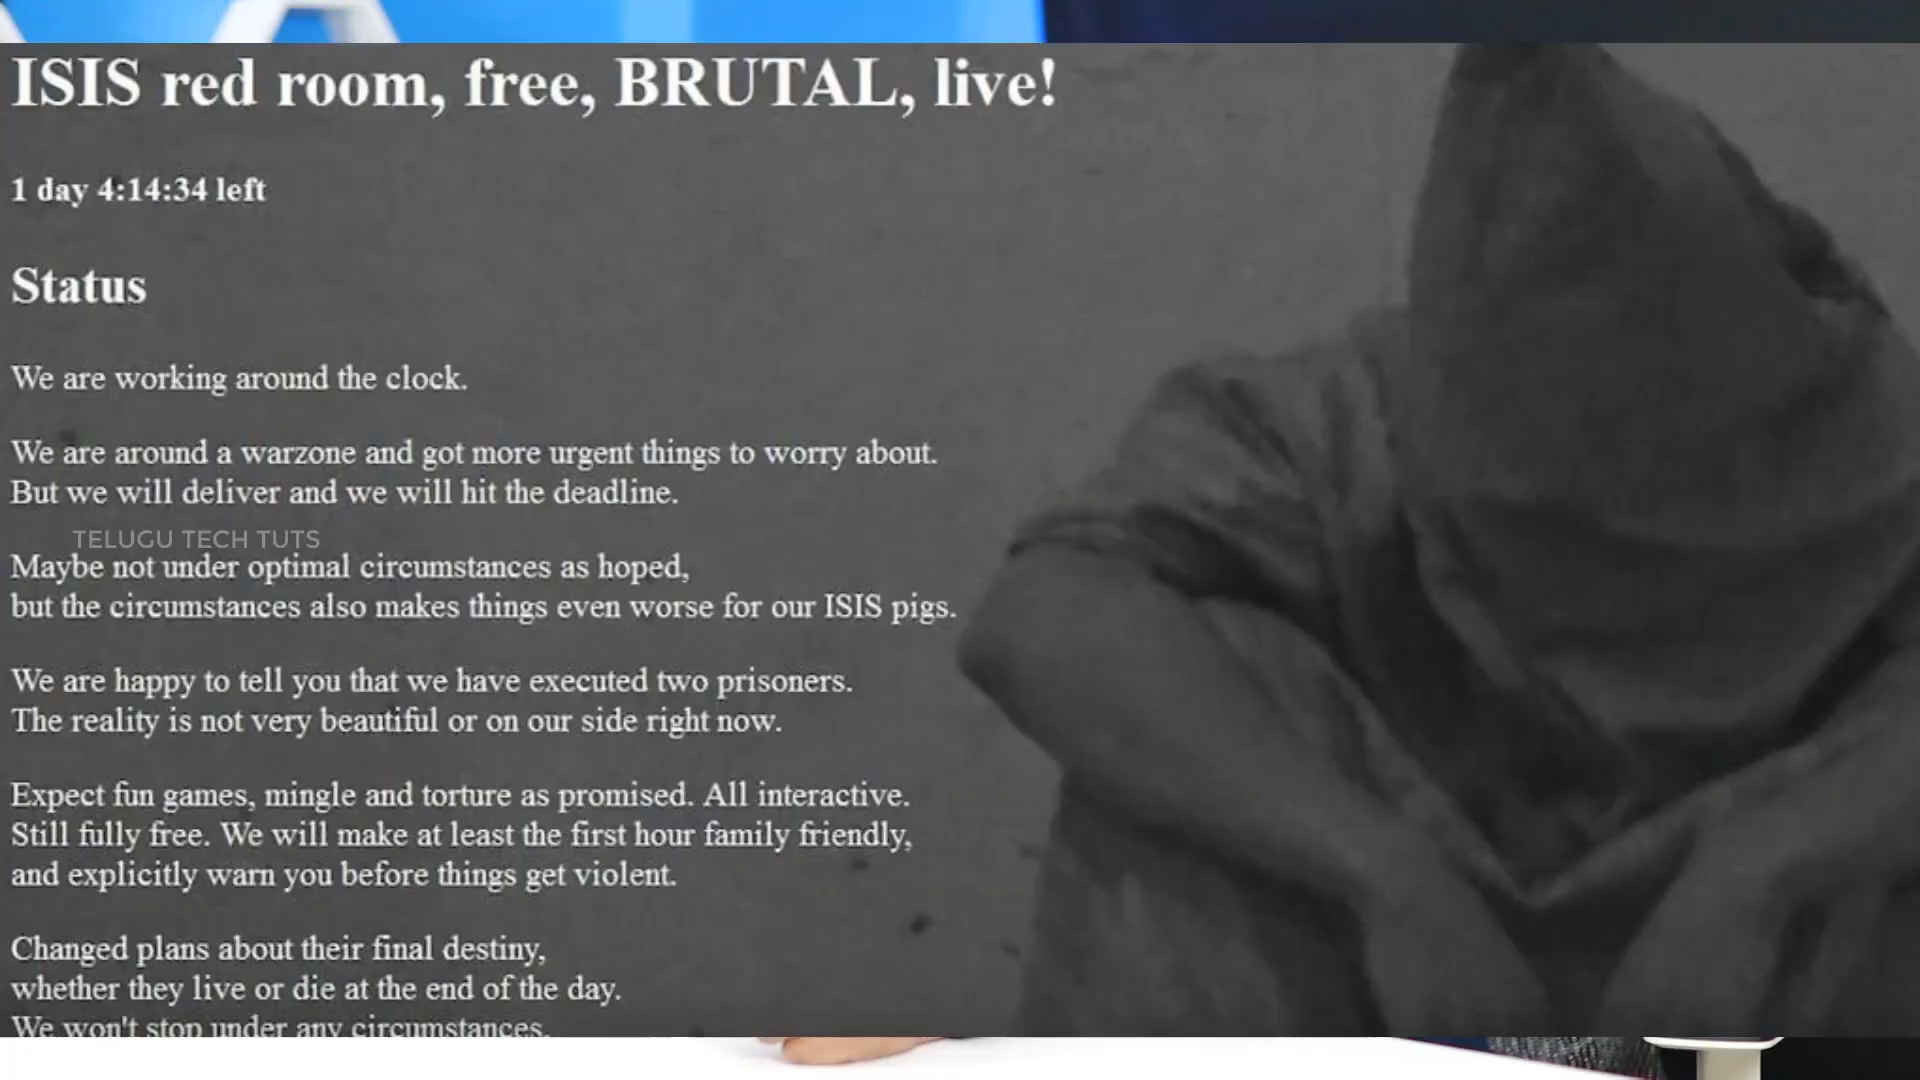 ISIS red room, free, BRUTAL, live!
1 day 4:14:34 left
Status
We are working around the clock.
We are around a warzone and got more urgent things to worry about.
But we will deliver and we will hit the deadline.
TELUGU TECH TUTS
Maybe not under optimal circumstances as hoped,
but the circumstances also makes things even worse for our ISIS pigs.
We are happy to tell you that we have executed two prisoners.
The reality is not very beautiful or on our side right now.
Expect fun games, mingle and torture as promised. All interactive.
Still fully free. We will make at least the first hour family friendly,
and explicitly warn you before things get violent.
Changed plans about their final destiny,
whether they live or die at the end of the day.
We won't stop under any circumstances.